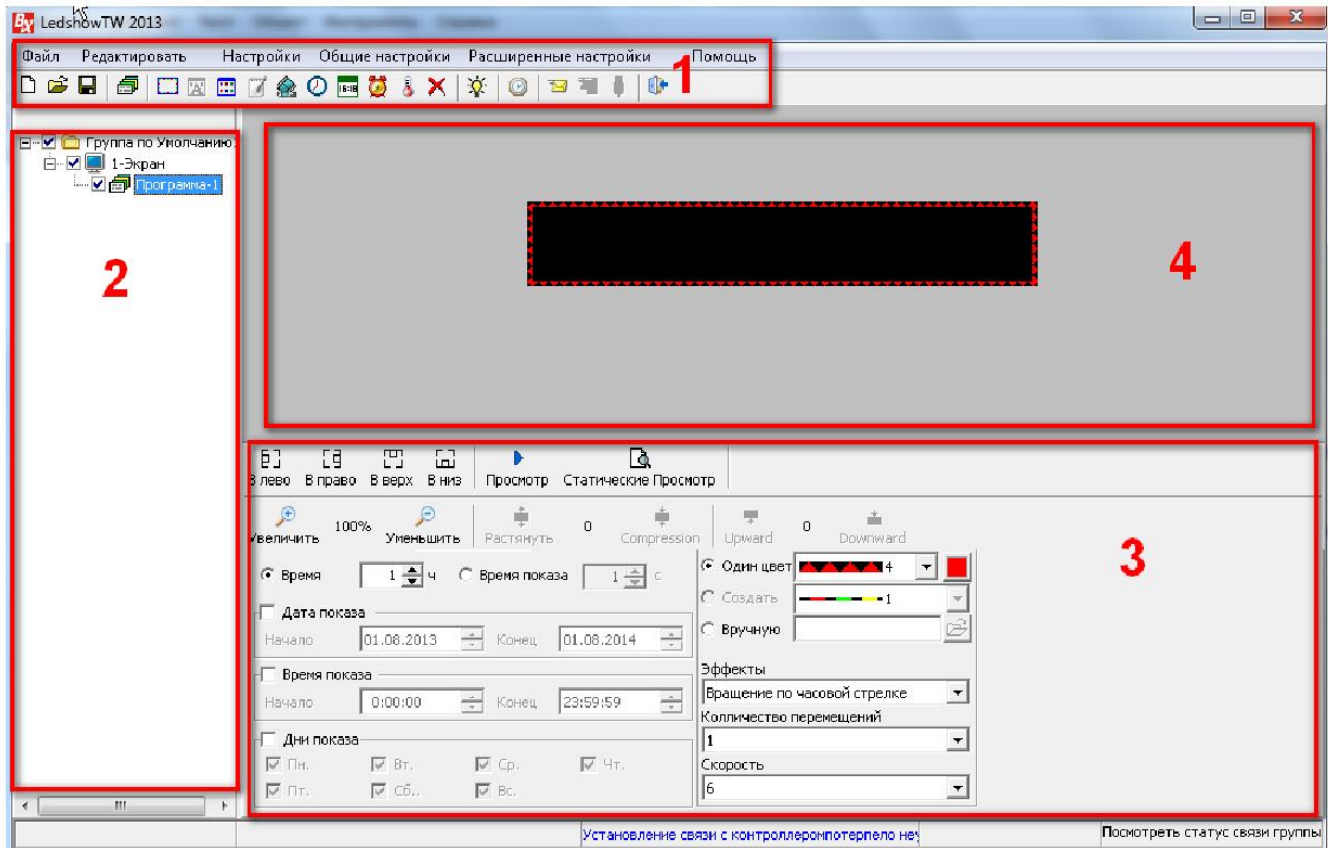 LedshowTW 2013
Файл Редактировать Настройки Общие настройки Расширенные настройки Помощь
1
Группа по Умолчанию
1-Экран
Программа-1
2
4
В лево В право В верх В низ Просмотр Статические Просмотр
Увеличить 100% Уменьшить Растянуть 0 Compression Upward 0 Downward
3
Время 1 ч Время показа 1 с
Дата показа
Начало 01.08.2013 Конец 01.08.2014
Время показа
Начало 0:00:00 Конец 23:59:59
Дни показа
Пн. Вт. Ср. Чт.
Пт. Сб.. Вс.
Один цвет 4
Создать 1
Вручную
Эффекты
Вращение по часовой стрелке
Колличество перемещений
1
Скорость
6
Установление связи с контроллеромпотерпело неу
Посмотреть статус связи группы